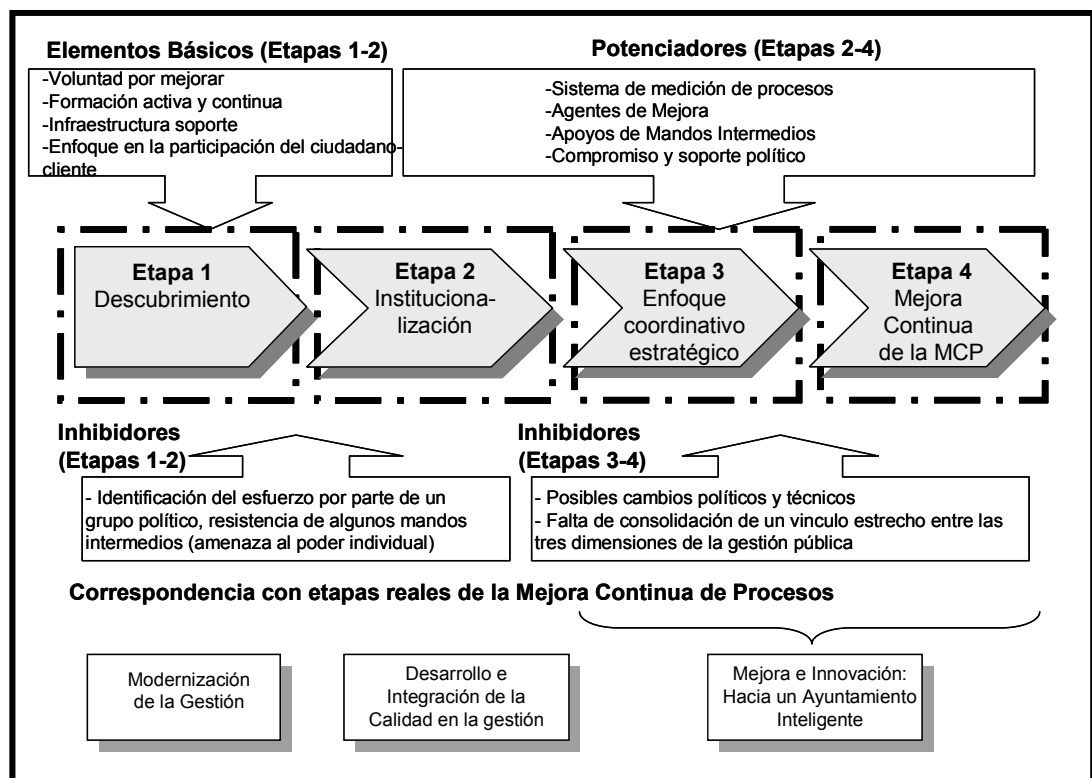 Elementos Básicos (Etapas 1-2)
-Voluntad por mejorar
-Formación activa y continua
-Infraestructura soporte
-Enfoque en la participación del ciudadano-
cliente
Potenciadores (Etapas 2-4)
-Sistema de medición de procesos
-Agentes de Mejora
-Apoyos de Mandos Intermedios
-Compromiso y soporte político
Etapa 1
Descubrimiento
Etapa 2
Instituciona-
lización
Etapa 3
Enfoque
coordinativo
estratégico
Etapa 4
Mejora
Continua
de la MCP
Inhibidores
(Etapas 1-2)
- Identificación del esfuerzo por parte de un
grupo político, resistencia de algunos mandos
intermedios (amenaza al poder individual)
Inhibidores
(Etapas 3-4)
- Posibles cambios políticos y técnicos
- Falta de consolidación de un vinculo estrecho entre las
tres dimensiones de la gestión pública
Correspondencia con etapas reales de la Mejora Continua de Procesos
Modernización
de la Gestión
Desarrollo e
Integración de la
Calidad en la gestión
Mejora e Innovación:
Hacia un Ayuntamiento
Inteligente